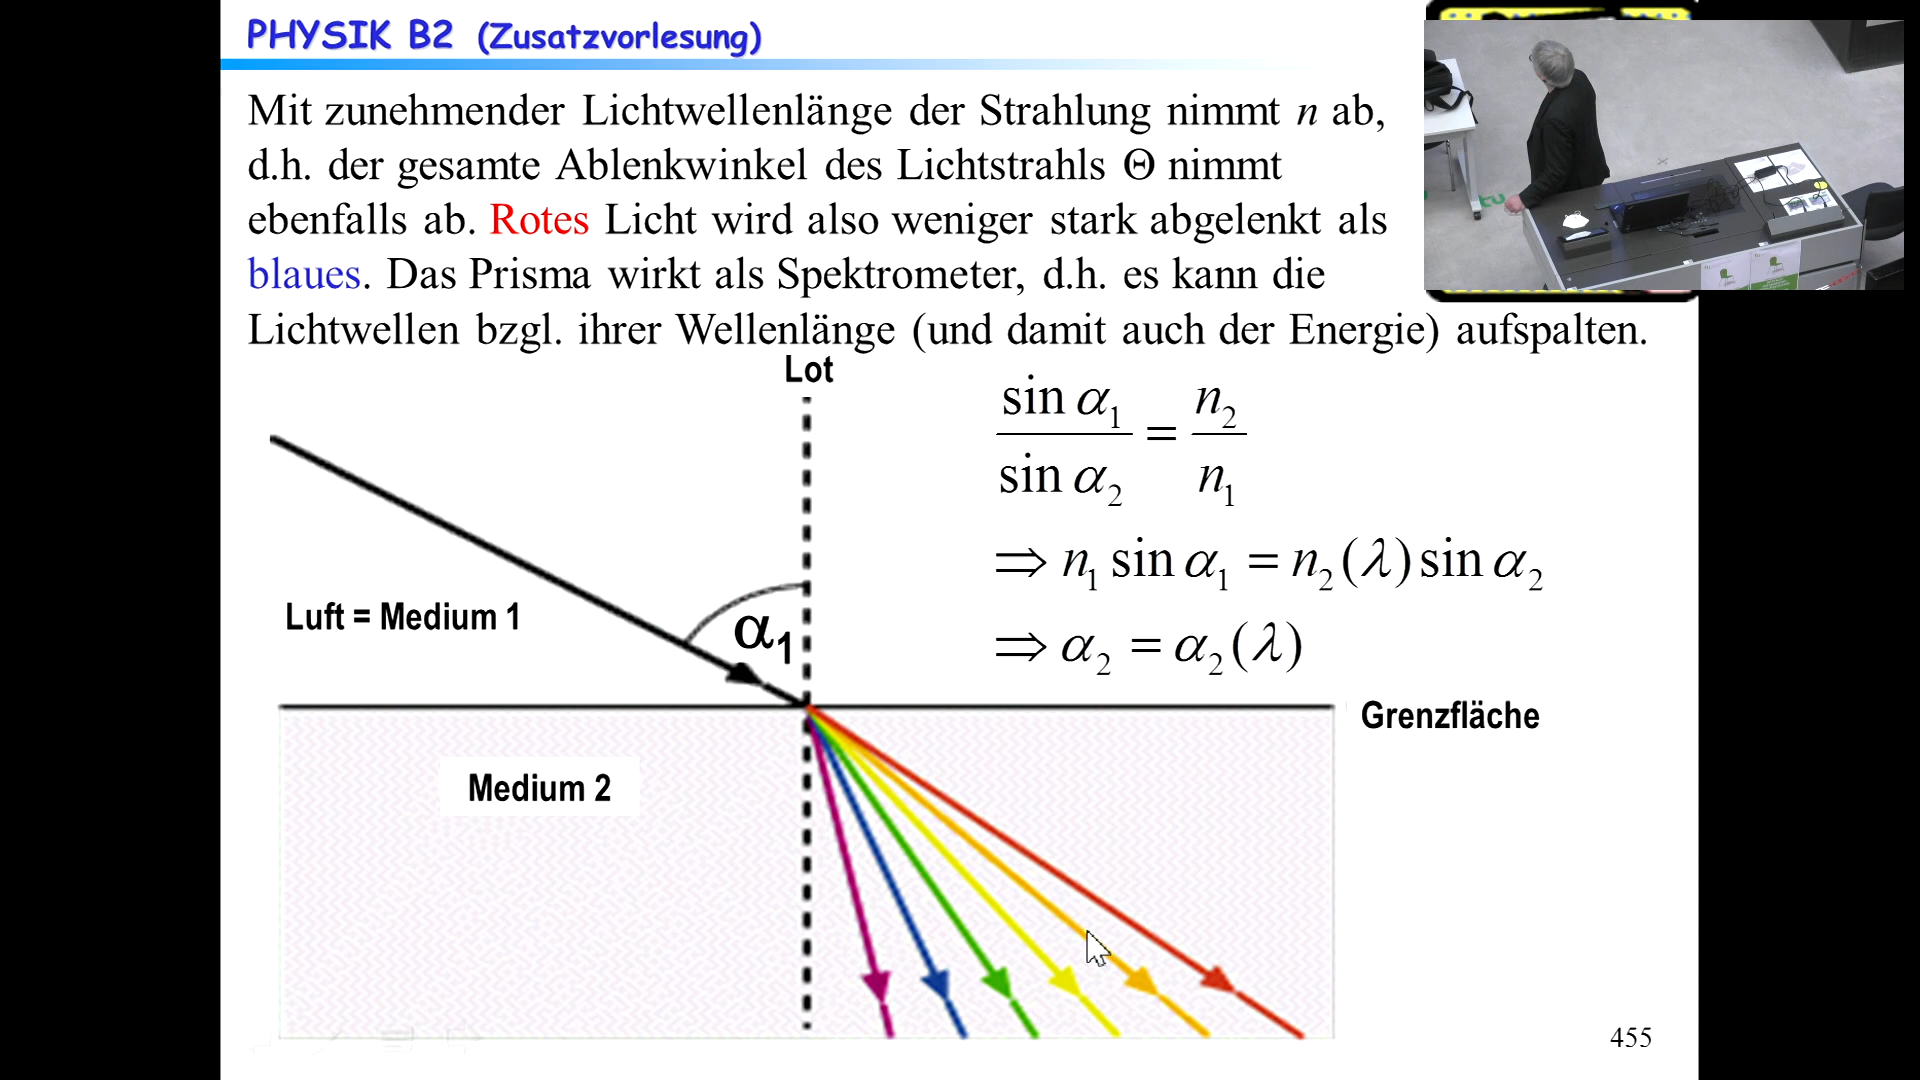 PHYSIK B2 (Zusatzvorlesung)
Mit zunehmender Lichtwellenlänge der Strahlung nimmt n ab,
d.h. der gesamte Ablenkwinkel des Lichtstrahls Θ nimmt
ebenfalls ab. Rotes Licht wird also weniger stark abgelenkt als
blaues. Das Prisma wirkt als Spektrometer, d.h. es kann die
Lichtwellen bzgl. ihrer Wellenlänge (und damit auch der Energie) aufspalten.
Lot
sin α₁ / sin α₂ = n₂ / n₁
⇒ n₁ sin α₁ = n₂(λ) sin α₂
⇒ α₂ = α₂(λ)
Luft = Medium 1
α₁
Grenzfläche
Medium 2
455